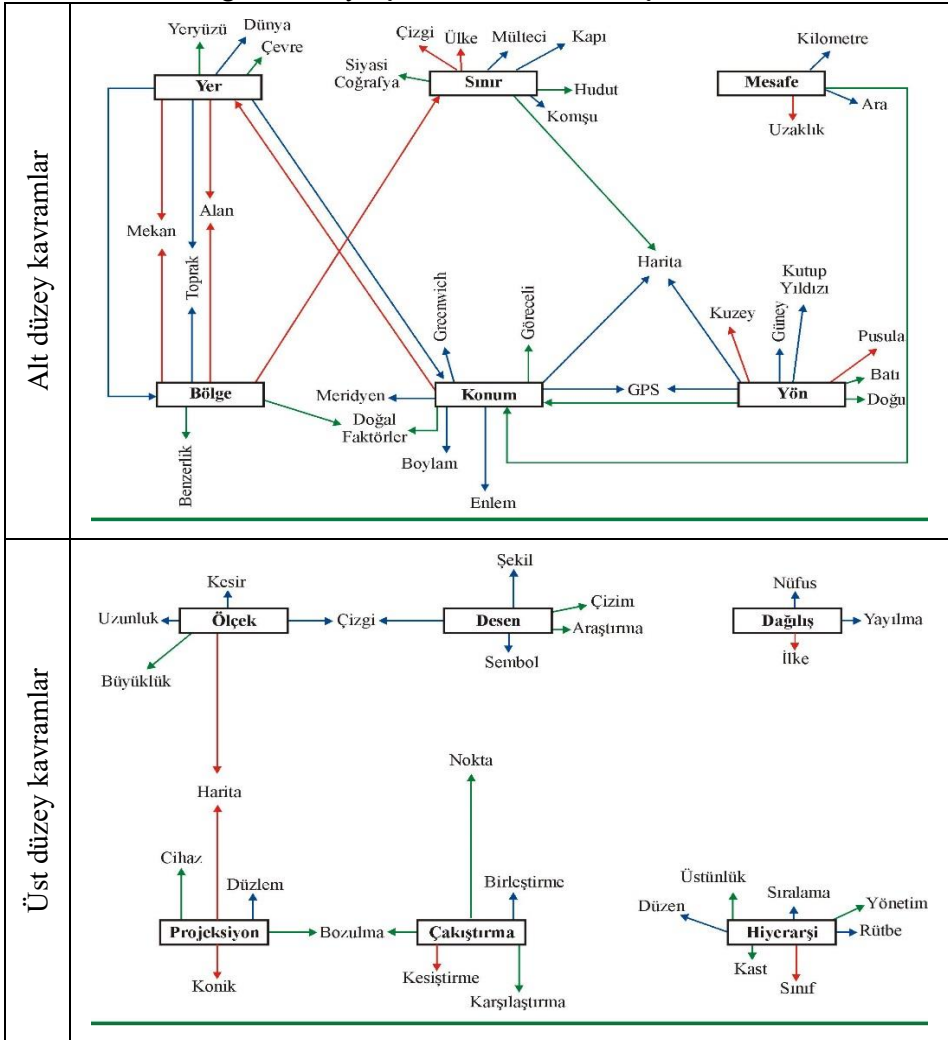 Alt düzey kavramlar
Yeryüzü
Dünya
Çevre
Yer
Çizgi
Ülke
Mülteci
Kapı
Siyasi
Coğrafya
Sınır
Hudut
Komşu
Kilometre
Mesafe
Ara
Uzaklık
Mekan
Alan
Toprak
Harita
Greenwich
Göreceli
Kuzey
Güney
Kutup
Yıldızı
Pusula
Bölge
Meridyen
Konum
GPS
Yön
Batı
Doğu
Doğal
Faktörler
Benzerlik
Boylam
Enlem
Üst düzey kavramlar
Kesir
Uzunluk
Ölçek
Çizgi
Büyüklük
Şekil
Desen
Çizim
Araştırma
Sembol
Nüfus
Dağılış
Yayılma
İlke
Harita
Nokta
Cihaz
Düzlem
Projeksiyon
Bozulma
Konik
Birleştirme
Çakıştırma
Kesiştirme
Karşılaştırma
Üstünlük
Sıralama
Yönetim
Düzen
Hiyerarşi
Rütbe
Kast
Sınıf